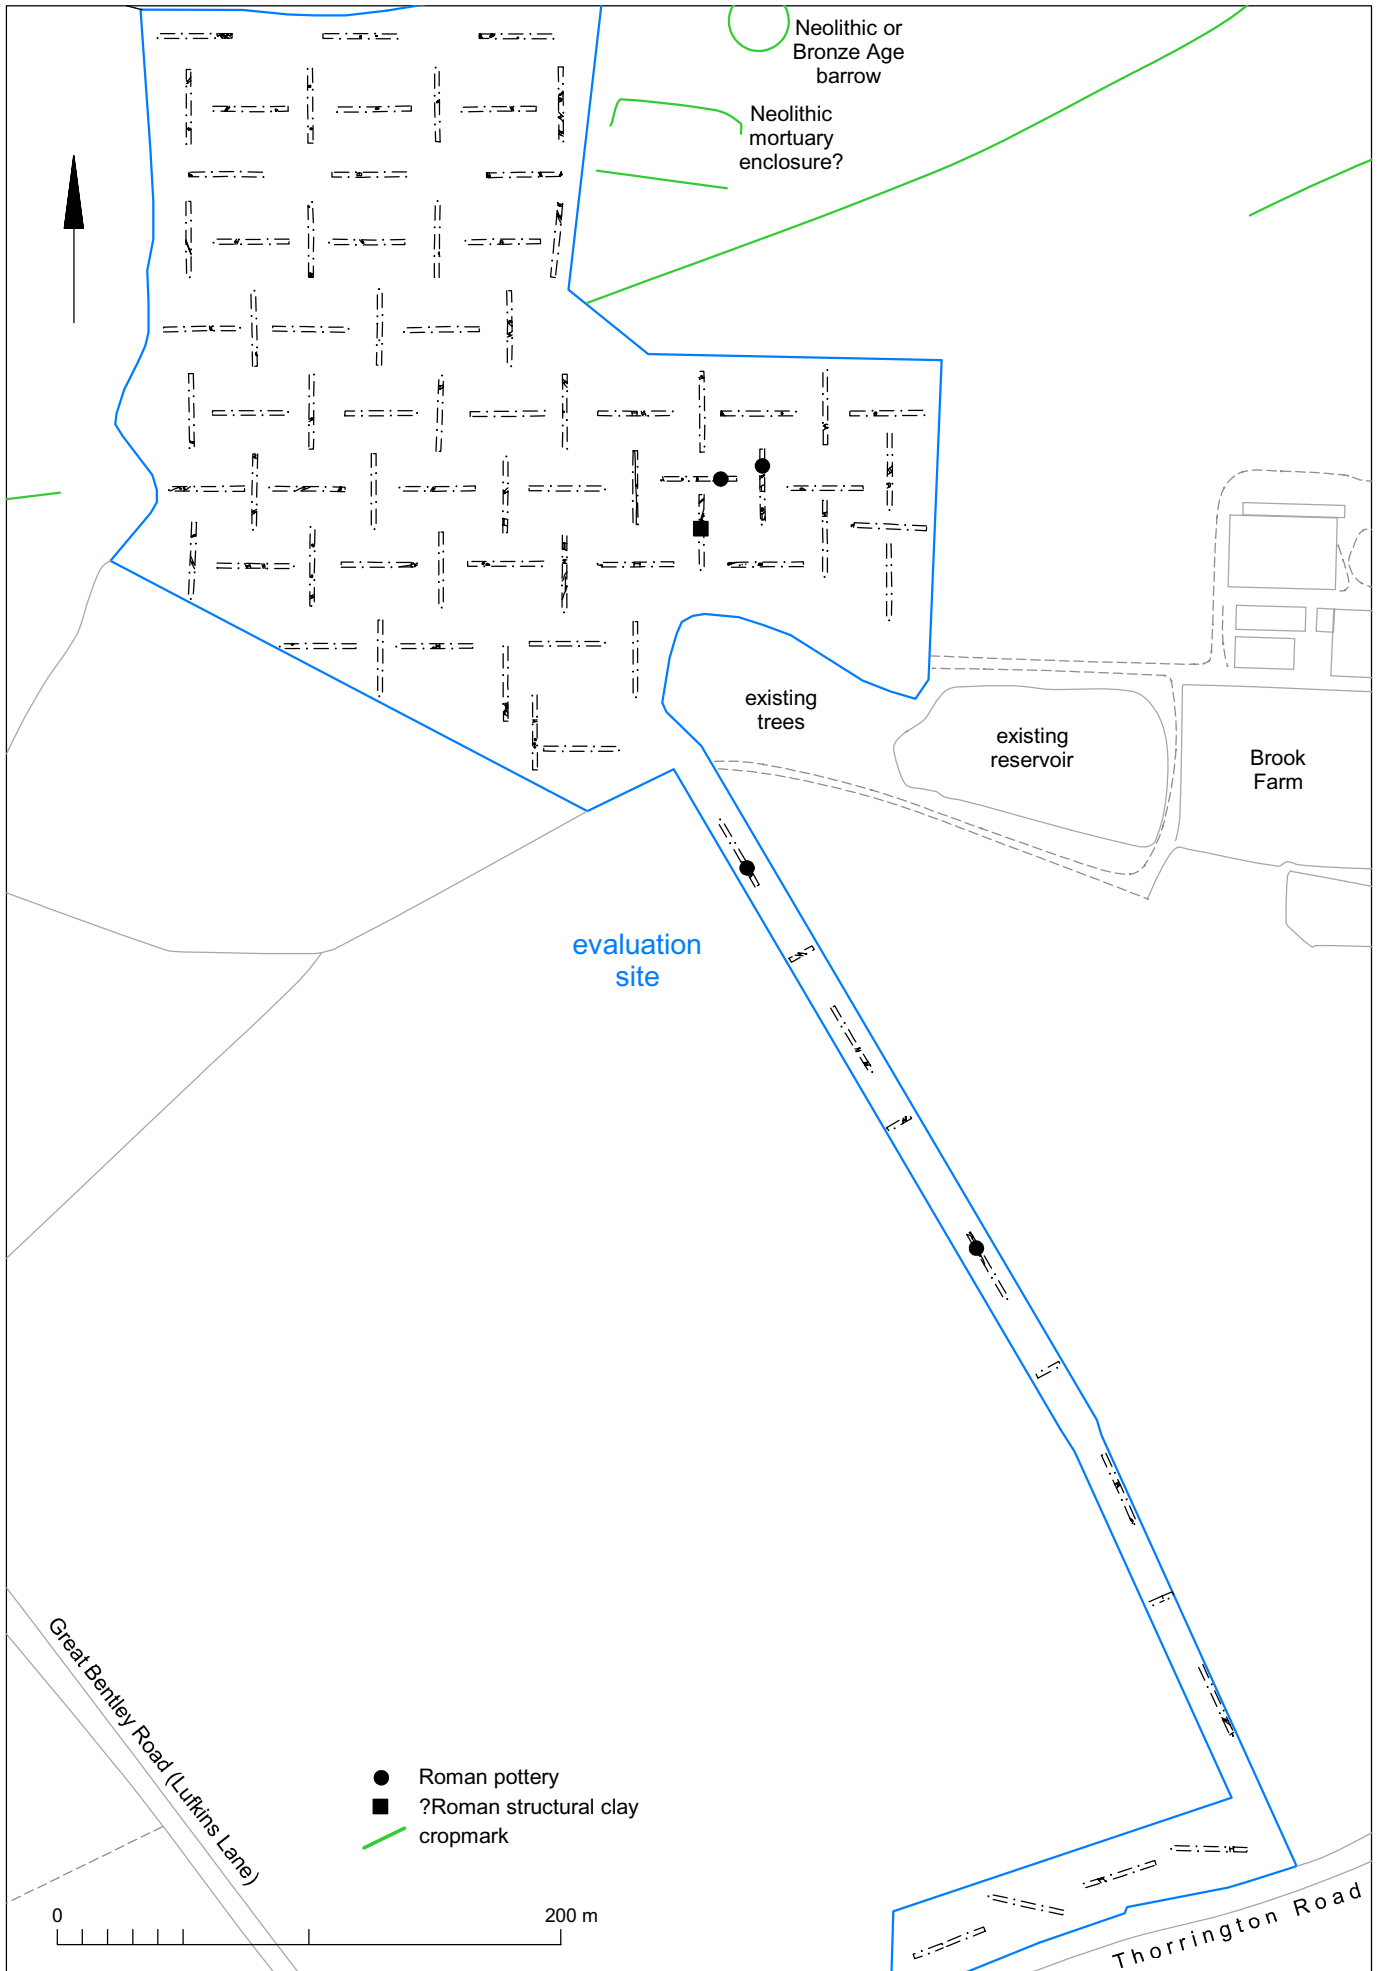 Neolithic or
Bronze Age
barrow
Neolithic
mortuary
enclosure?
existing
trees
existing
reservoir
Brook
Farm
evaluation
site
Great Bentley Road (Lufkins Lane)
Roman pottery
?Roman structural clay
cropmark
0
200 m
Thorrington Road